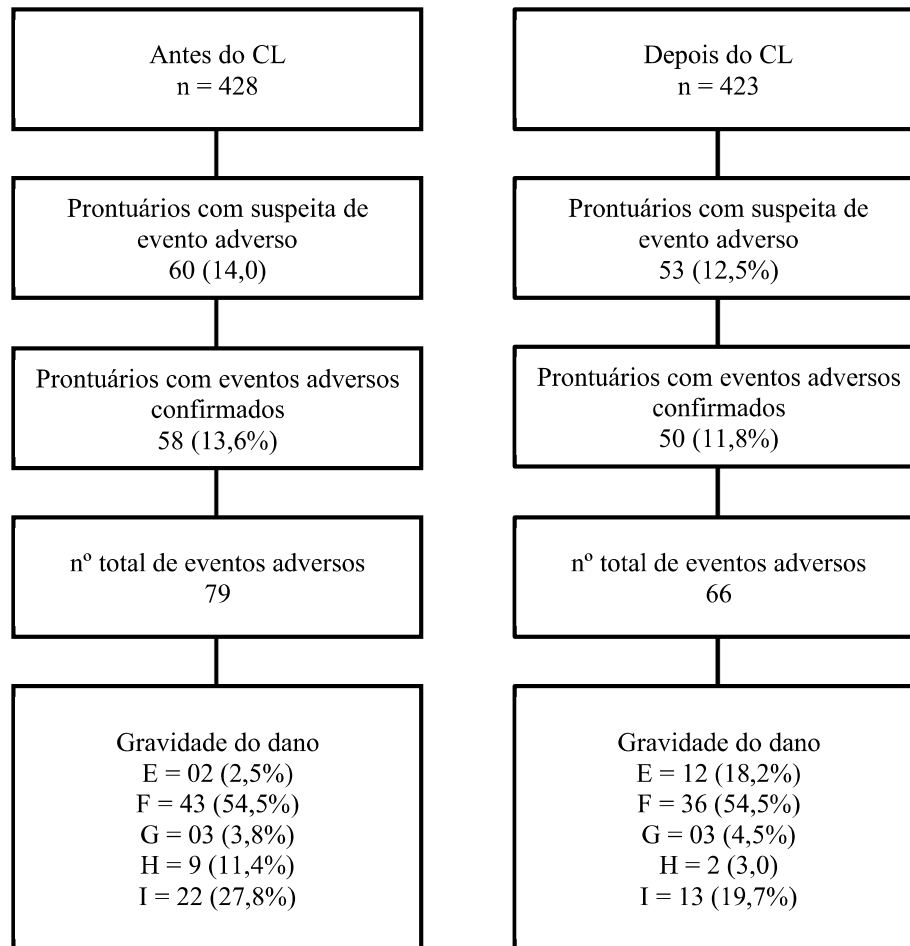 Antes do CL
n = 428
Prontuários com suspeita de
evento adverso
60 (14,0)
Prontuários com eventos adversos
confirmados
58 (13,6%)
nº total de eventos adversos
79
Gravidade do dano
E = 02 (2,5%)
F = 43 (54,5%)
G = 03 (3,8%)
H = 9 (11,4%)
I = 22 (27,8%)
Depois do CL
n = 423
Prontuários com suspeita de
evento adverso
53 (12,5%)
Prontuários com eventos adversos
confirmados
50 (11,8%)
nº total de eventos adversos
66
Gravidade do dano
E = 12 (18,2%)
F = 36 (54,5%)
G = 03 (4,5%)
H = 2 (3,0)
I = 13 (19,7%)